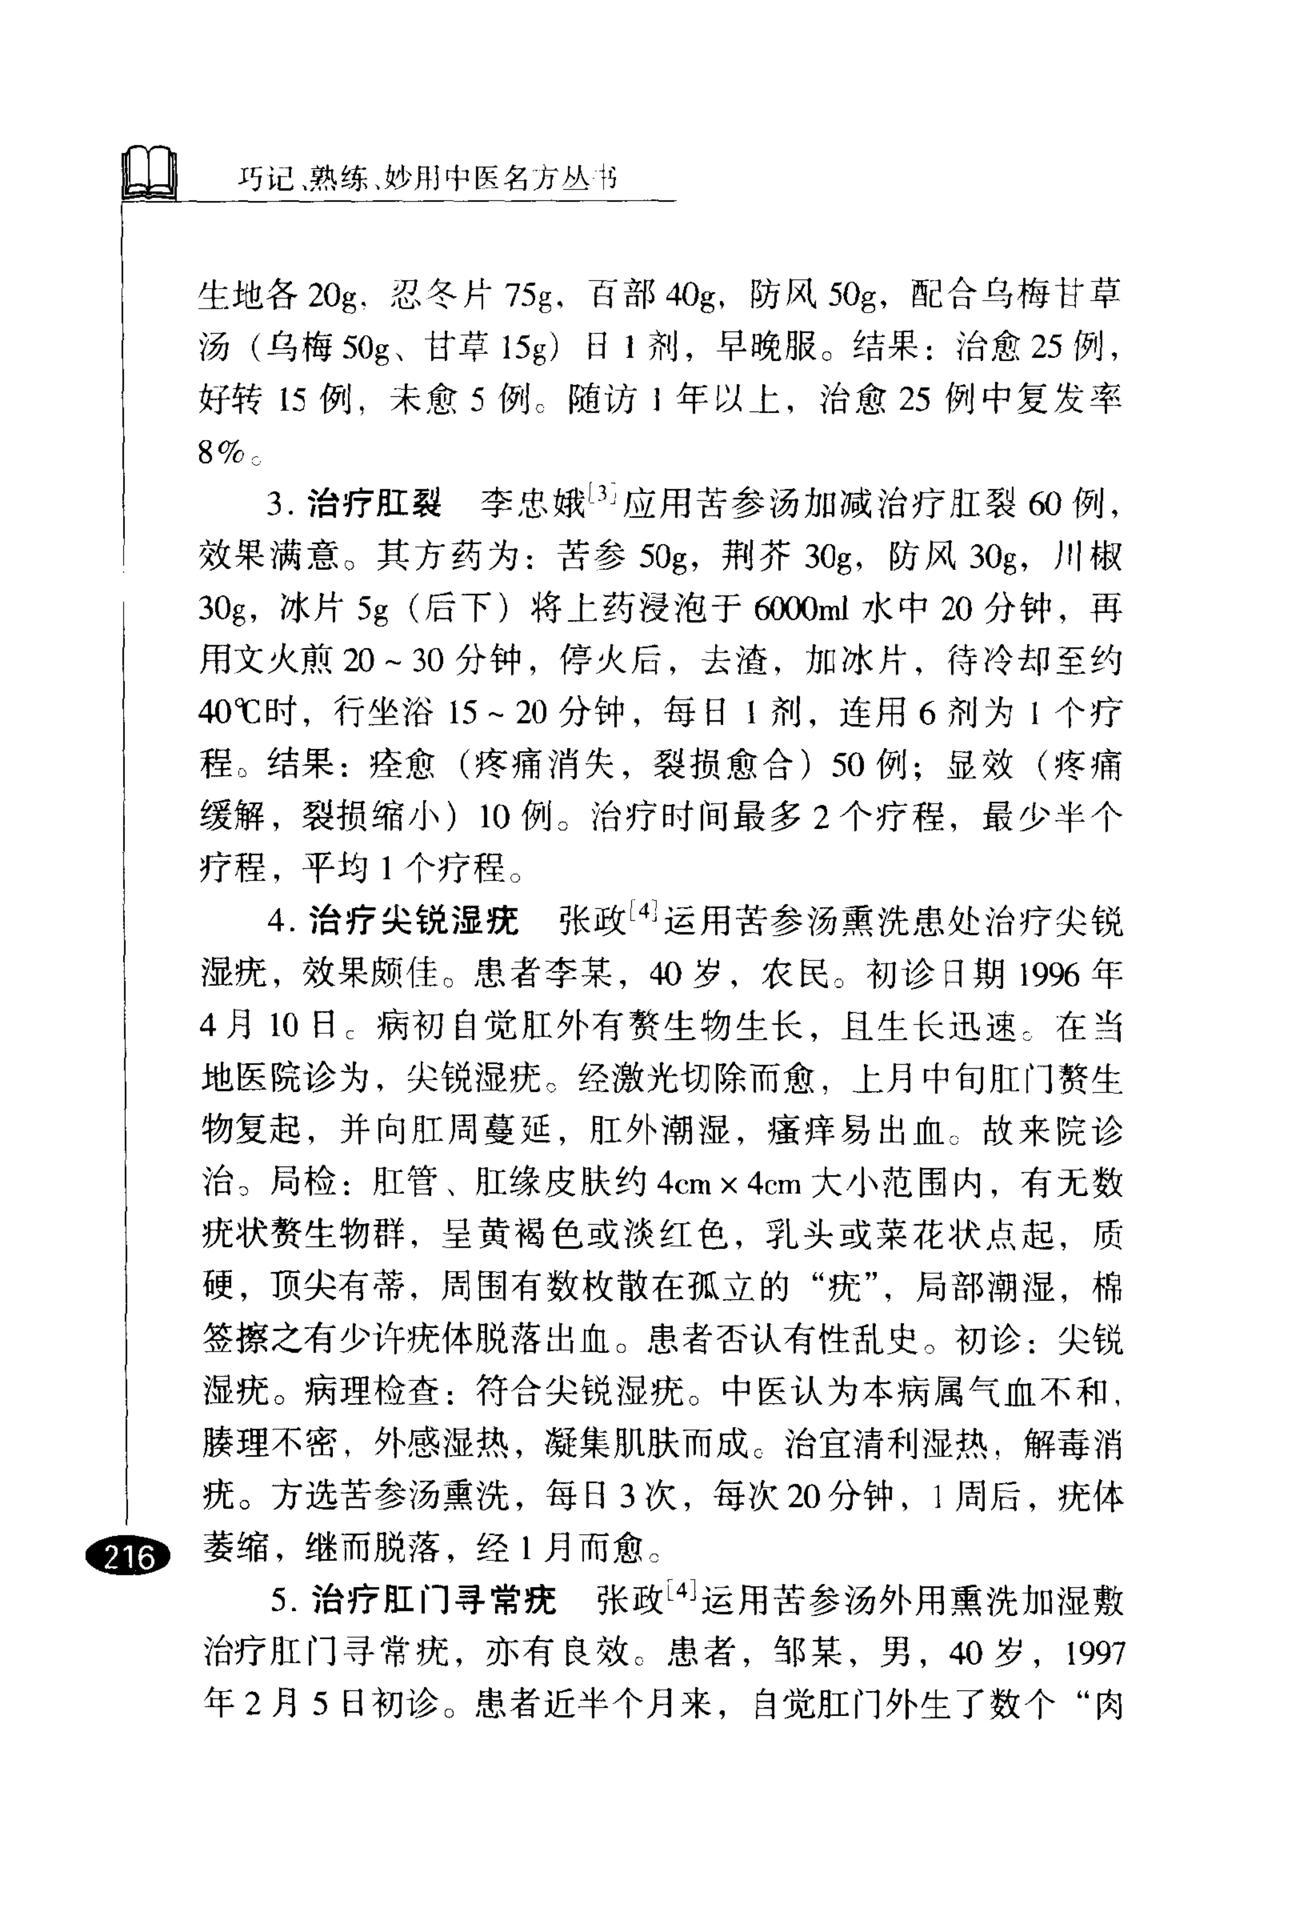 巧记、熟练、妙用中医名方丛书
生地各 20g，忍冬片 75g，百部 40g，防风 50g，配合乌梅甘草
汤（乌梅 50g、甘草 15g）日 1 剂，早晚服。结果：治愈 25 例，
好转 15 例，未愈 5 例。随访 1 年以上，治愈 25 例中复发率
8%。
3. 治疗肛裂　李忠娥[3]应用苦参汤加减治疗肛裂 60 例，
效果满意。其方药为：苦参 50g，荆芥 30g，防风 30g，川椒
30g，冰片 5g（后下）将上药浸泡于 6000ml 水中 20 分钟，再
用文火煎 20～30 分钟，停火后，去渣，加冰片，待冷却至约
40℃时，行坐浴 15～20 分钟，每日 1 剂，连用 6 剂为 1 个疗
程。结果：痊愈（疼痛消失，裂损愈合）50 例；显效（疼痛
缓解，裂损缩小）10 例。治疗时间最多 2 个疗程，最少半个
疗程，平均 1 个疗程。
4. 治疗尖锐湿疣　张政[4]运用苦参汤熏洗患处治疗尖锐
湿疣，效果颇佳。患者李某，40 岁，农民。初诊日期 1996 年
4 月 10 日。病初自觉肛外有赘生物生长，且生长迅速。在当
地医院诊为，尖锐湿疣。经激光切除而愈，上月中旬肛门赘生
物复起，并向肛周蔓延，肛外潮湿，瘙痒易出血。故来院诊
治。局检：肛管、肛缘皮肤约 4cm×4cm 大小范围内，有无数
疣状赘生物群，呈黄褐色或淡红色，乳头或菜花状点起，质
硬，顶尖有蒂，周围有数枚散在孤立的“疣”，局部潮湿，棉
签擦之有少许疣体脱落出血。患者否认有性乱史。初诊：尖锐
湿疣。病理检查：符合尖锐湿疣。中医认为本病属气血不和，
腠理不密，外感湿热，凝集肌肤而成。治宜清利湿热，解毒消
疣。方选苦参汤熏洗，每日 3 次，每次 20 分钟，1 周后，疣体
萎缩，继而脱落，经 1 月而愈。
216
5. 治疗肛门寻常疣　张政[4]运用苦参汤外用熏洗加湿敷
治疗肛门寻常疣，亦有良效。患者，邹某，男，40 岁，1997
年 2 月 5 日初诊。患者近半个月来，自觉肛门外生了数个“肉